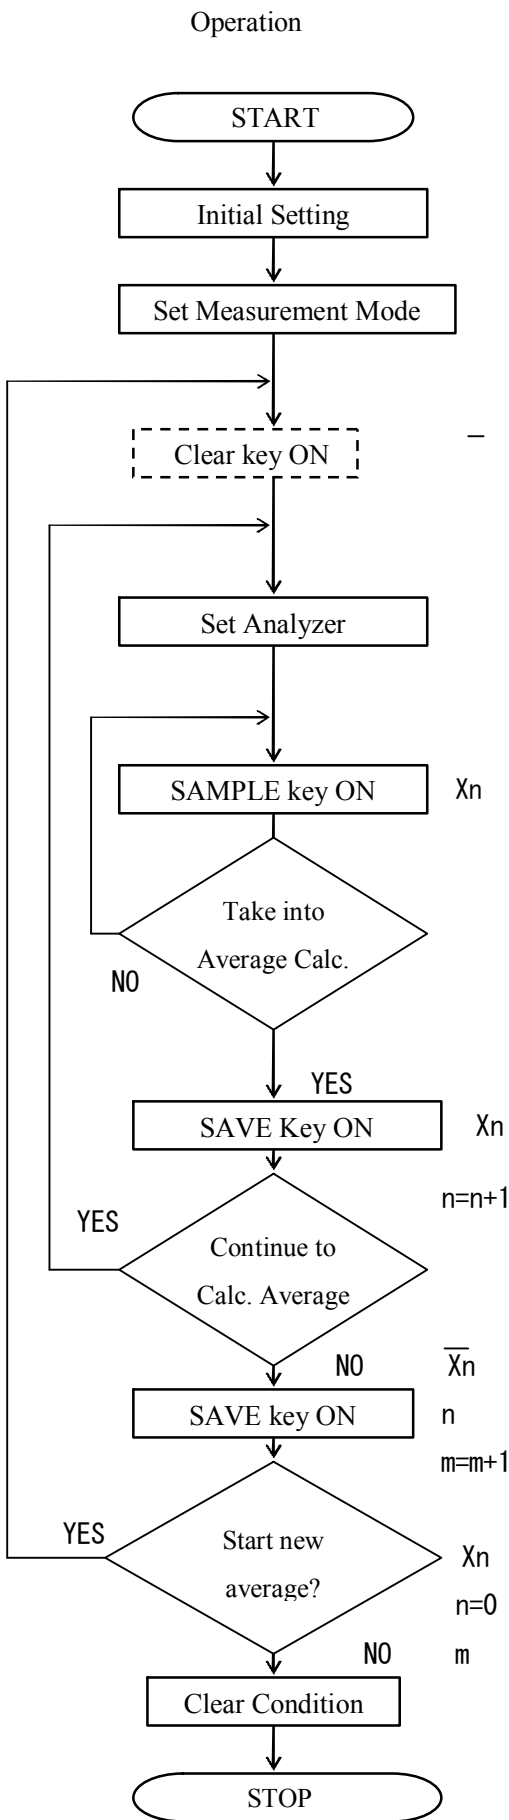 Operation
START
Initial Setting
Set Measurement Mode
Clear key ON
Set Analyzer
SAMPLE key ON
Xn
Take into
Average Calc.
NO
YES
SAVE Key ON
Xn
n=n+1
YES
Continue to
Calc. Average
NO
X̅n
SAVE key ON
n
m=m+1
YES
Start new
average?
Xn
n=0
NO
m
Clear Condition
STOP